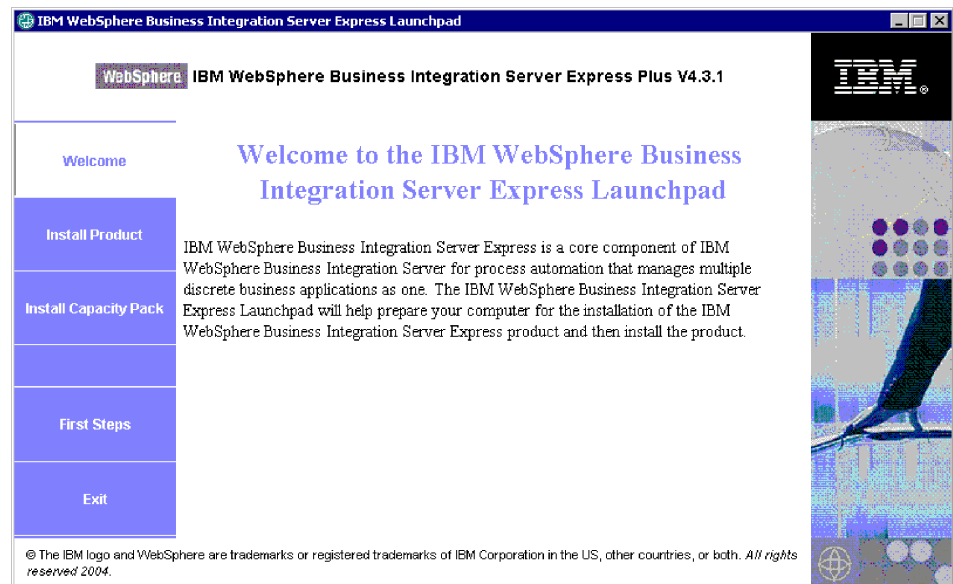 IBM WebSphere Business Integration Server Express Launchpad
WebSphere IBM WebSphere Business Integration Server Express Plus V4.3.1
IBM®
Welcome
Install Product
Install Capacity Pack
First Steps
Exit
Welcome to the IBM WebSphere Business
Integration Server Express Launchpad
IBM WebSphere Business Integration Server Express is a core component of IBM
WebSphere Business Integration Server for process automation that manages multiple
discrete business applications as one. The IBM WebSphere Business Integration Server
Express Launchpad will help prepare your computer for the installation of the IBM
WebSphere Business Integration Server Express product and then install the product.
© The IBM logo and WebSphere are trademarks or registered trademarks of IBM Corporation in the US, other countries, or both. All rights
reserved 2004.